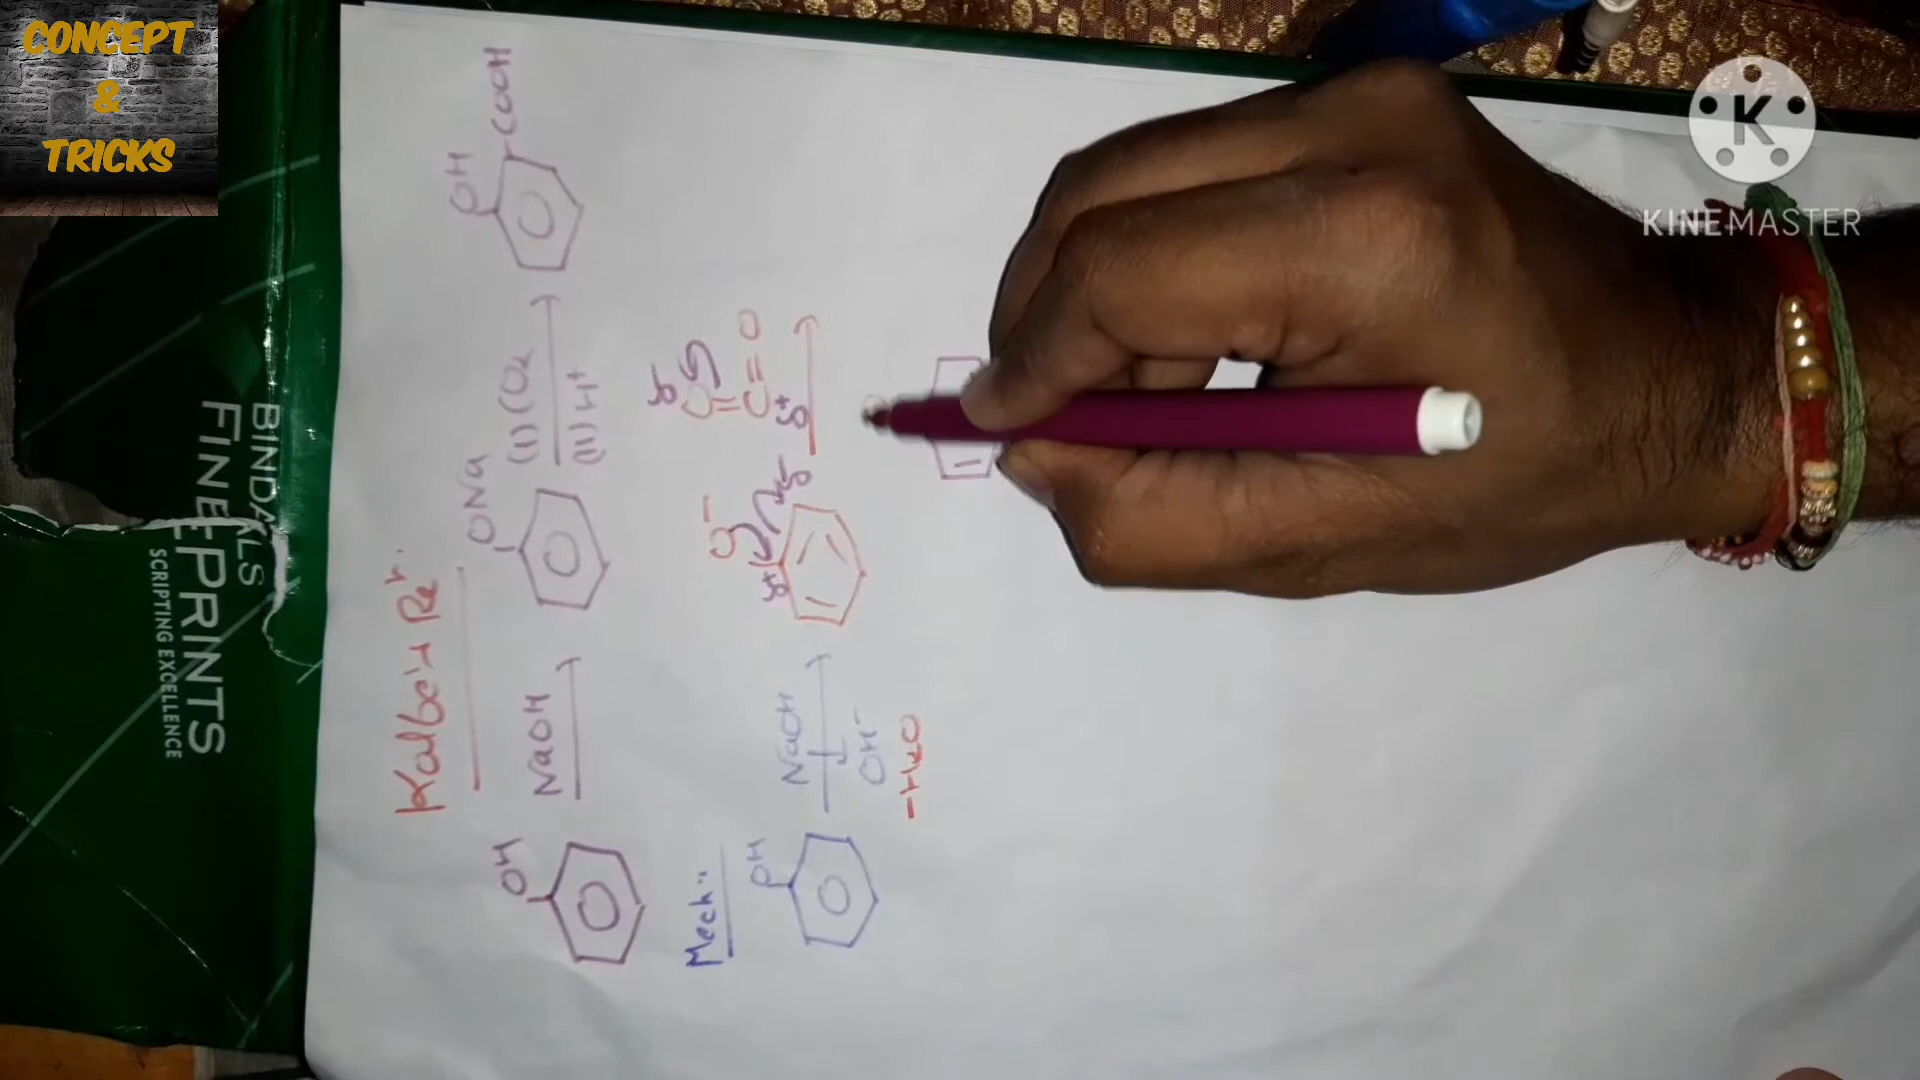 CONCEPT
&
TRICKS
KINEMASTER
BINDALS
FINE PRINTS
SCRIPTING EXCELLENCE
Kolbe's Rxⁿ.
OH
NaOH
ONa
(i) CO₂
(ii) H⁺
OH
COOH
Mech :
OH
NaOH
OH⁻
-H₂O
O⁻
δ+
δ-
δ-
O
C=O
δ+